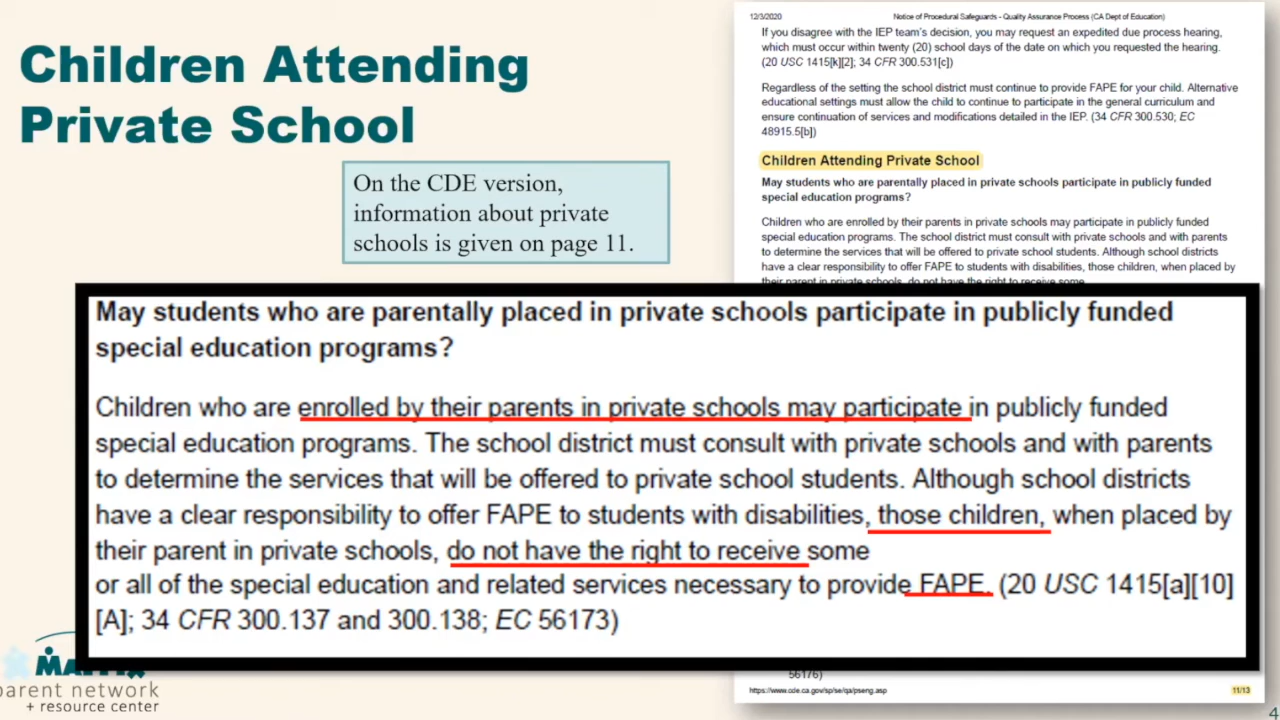 Children Attending
Private School
On the CDE version,
information about private
schools is given on page 11.
12/3/2020
Notice of Procedural Safeguards - Quality Assurance Process (CA Dept of Education)
If you disagree with the IEP team's decision, you may request an expedited due process hearing,
which must occur within twenty (20) school days of the date on which you requested the hearing.
(20 USC 1415[k][2]; 34 CFR 300.531[c])
Regardless of the setting the school district must continue to provide FAPE for your child. Alternative
educational settings must allow the child to continue to participate in the general curriculum and
ensure continuation of services and modifications detailed in the IEP. (34 CFR 300.530; EC
48915.5[b])
Children Attending Private School
May students who are parentally placed in private schools participate in publicly funded
special education programs?
Children who are enrolled by their parents in private schools may participate in publicly funded
special education programs. The school district must consult with private schools and with parents
to determine the services that will be offered to private school students. Although school districts
have a clear responsibility to offer FAPE to students with disabilities, those children, when placed by
their parent in private schools, do not have the right to receive some
May students who are parentally placed in private schools participate in publicly funded
special education programs?
Children who are enrolled by their parents in private schools may participate in publicly funded
special education programs. The school district must consult with private schools and with parents
to determine the services that will be offered to private school students. Although school districts
have a clear responsibility to offer FAPE to students with disabilities, those children, when placed by
their parent in private schools, do not have the right to receive some
or all of the special education and related services necessary to provide FAPE. (20 USC 1415[a][10]
[A]; 34 CFR 300.137 and 300.138; EC 56173)
56176)
https://www.cde.ca.gov/sp/se/qa/pseng.asp
11/13
parent network
+ resource center
4